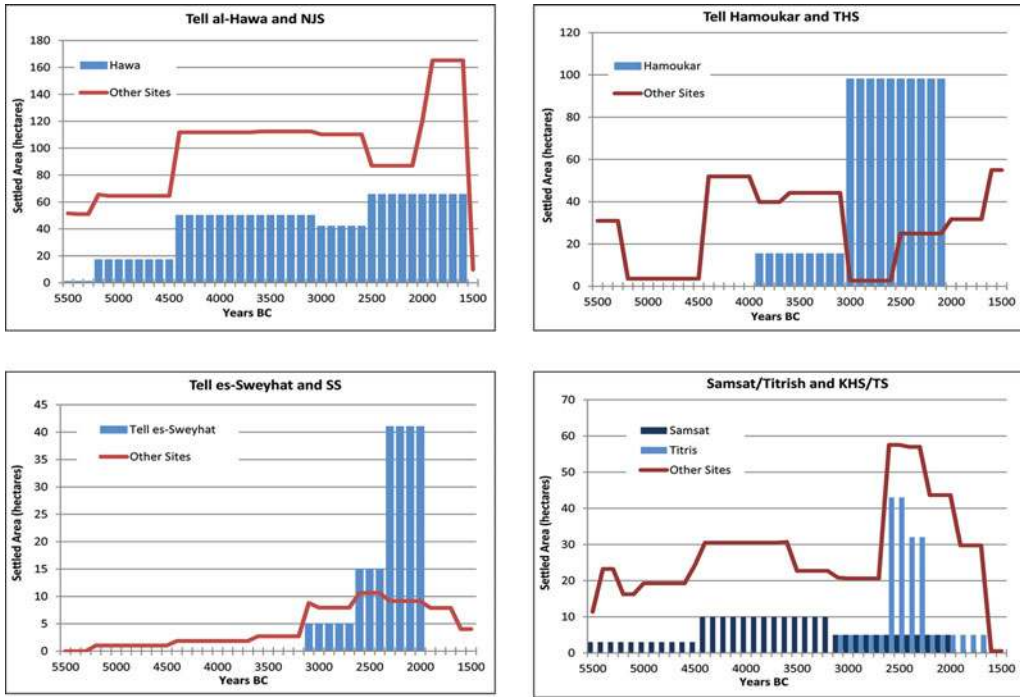 Tell al-Hawa and NJS
Settled Area (hectares)
180
160
140
120
100
80
60
40
20
0
Hawa
Other Sites
5500 5000 4500 4000 3500 3000 2500 2000 1500
Years BC
Tell Hamoukar and THS
Settled Area (hectares)
120
100
80
60
40
20
0
Hamoukar
Other Sites
5500 5000 4500 4000 3500 3000 2500 2000 1500
Years BC
Tell es-Sweyhat and SS
Settled Area (hectares)
45
40
35
30
25
20
15
10
5
0
Tell es-Sweyhat
Other Sites
5500 5000 4500 4000 3500 3000 2500 2000 1500
Years BC
Samsat/Titrish and KHS/TS
Settled Area (hectares)
70
60
50
40
30
20
10
0
Samsat
Titris
Other Sites
5500 5000 4500 4000 3500 3000 2500 2000 1500
Years BC